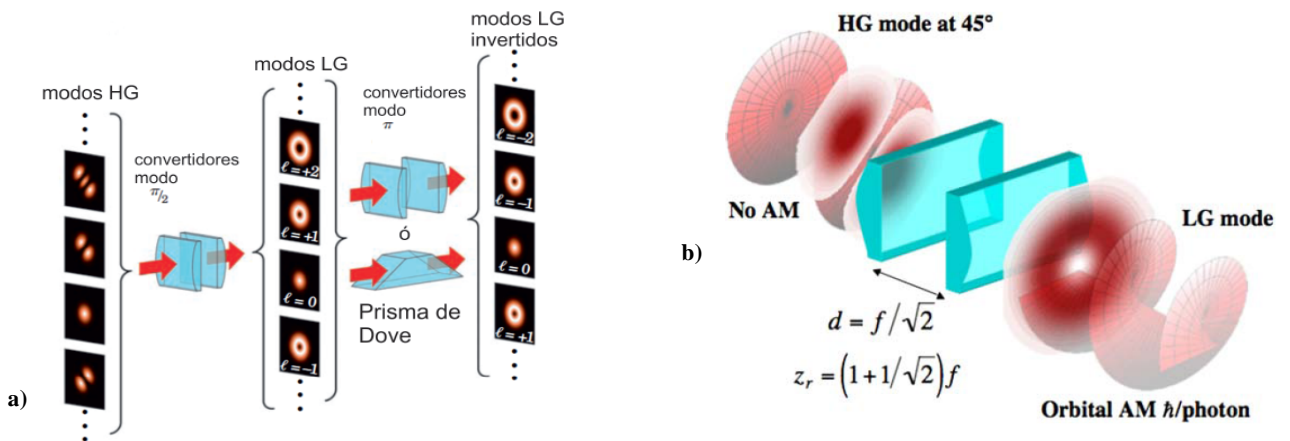 a)
modos HG
convertidores
modo
π/2
modos LG
ℓ=+2
ℓ=+1
ℓ=0
ℓ=−1
convertidores
modo
π
ó
Prisma de
Dove
modos LG
invertidos
ℓ=−2
ℓ=−1
ℓ=0
ℓ=+1
b)
HG mode at 45°
No AM
d = f/√2
z_r = (1+1/√2)f
LG mode
Orbital AM ℏ/photon